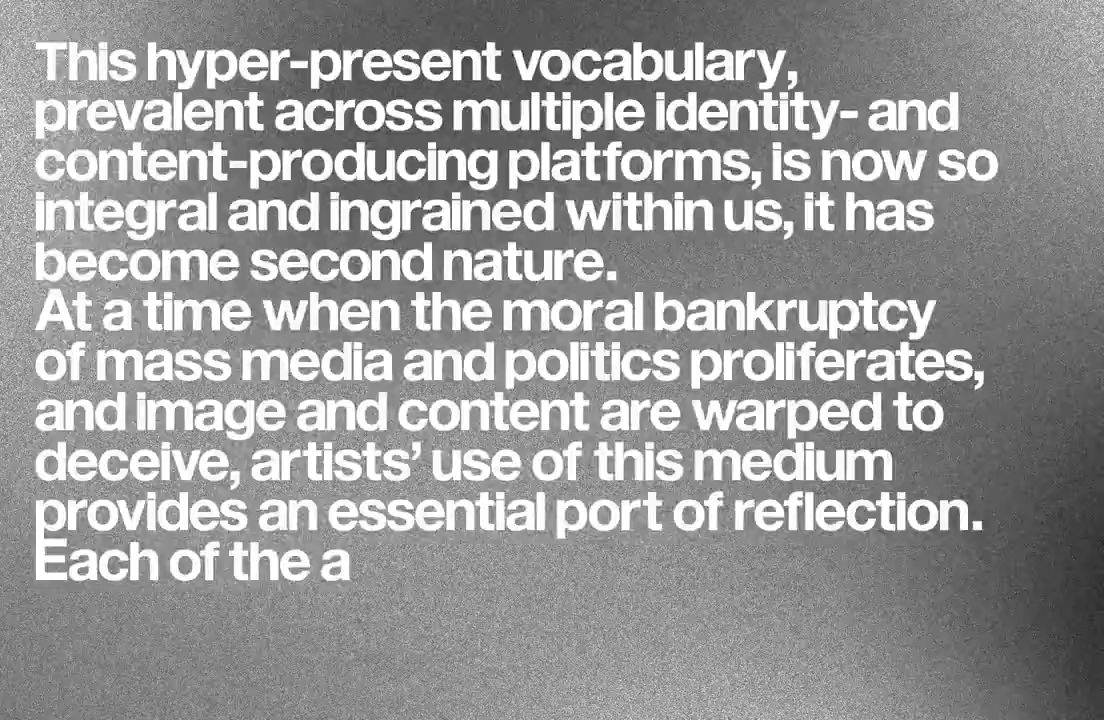 This hyper-present vocabulary,
prevalent across multiple identity- and
content-producing platforms, is now so
integral and ingrained within us, it has
become second nature.
At a time when the moral bankruptcy
of mass media and politics proliferates,
and image and content are warped to
deceive, artists’ use of this medium
provides an essential port of reflection.
Each of the a